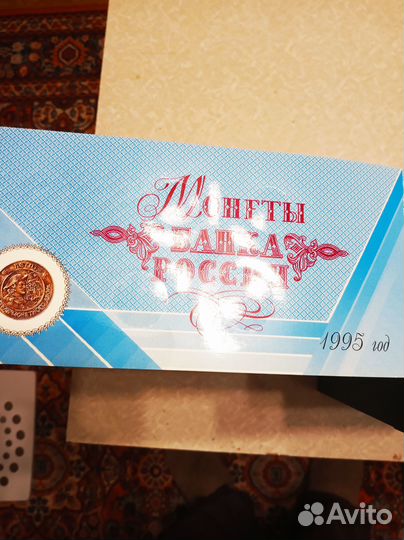 Монеты
банка
России
1995 год
Avito